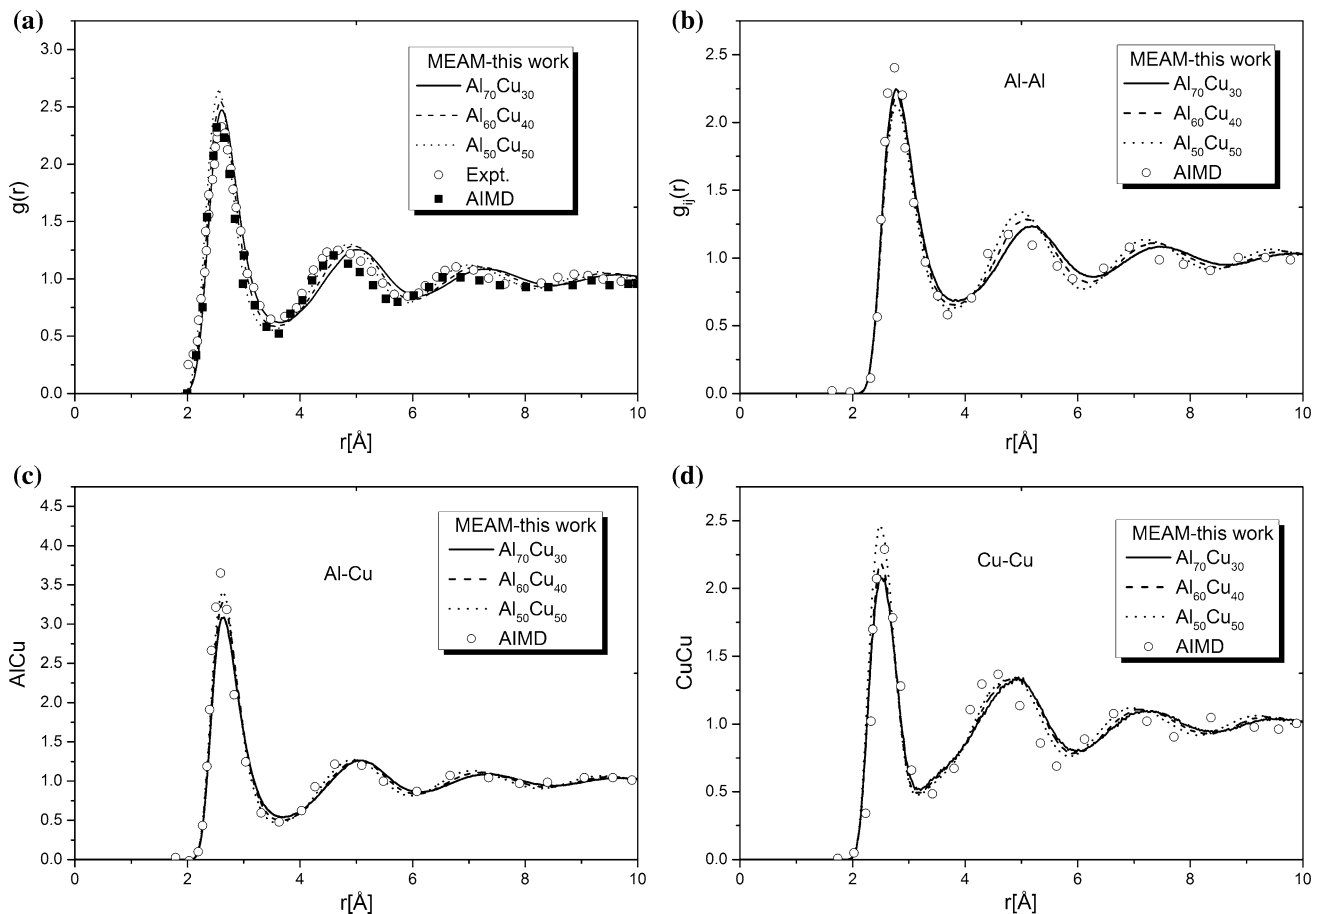 (a)
3.0
2.5
2.0
1.5
1.0
0.5
0.0
g(r)
MEAM-this work
Al70Cu30
Al60Cu40
Al50Cu50
Expt.
AIMD
0 2 4 6 8 10
r[Å]
(b)
2.5
2.0
1.5
1.0
0.5
0.0
gij(r)
Al-Al
MEAM-this work
Al70Cu30
Al60Cu40
Al50Cu50
AIMD
0 2 4 6 8 10
r[Å]
(c)
4.5
4.0
3.5
3.0
2.5
2.0
1.5
1.0
0.5
0.0
AlCu
Al-Cu
MEAM-this work
Al70Cu30
Al60Cu40
Al50Cu50
AIMD
0 2 4 6 8 10
r[Å]
(d)
2.5
2.0
1.5
1.0
0.5
0.0
CuCu
Cu-Cu
MEAM-this work
Al70Cu30
Al60Cu40
Al50Cu50
AIMD
0 2 4 6 8 10
r[Å]